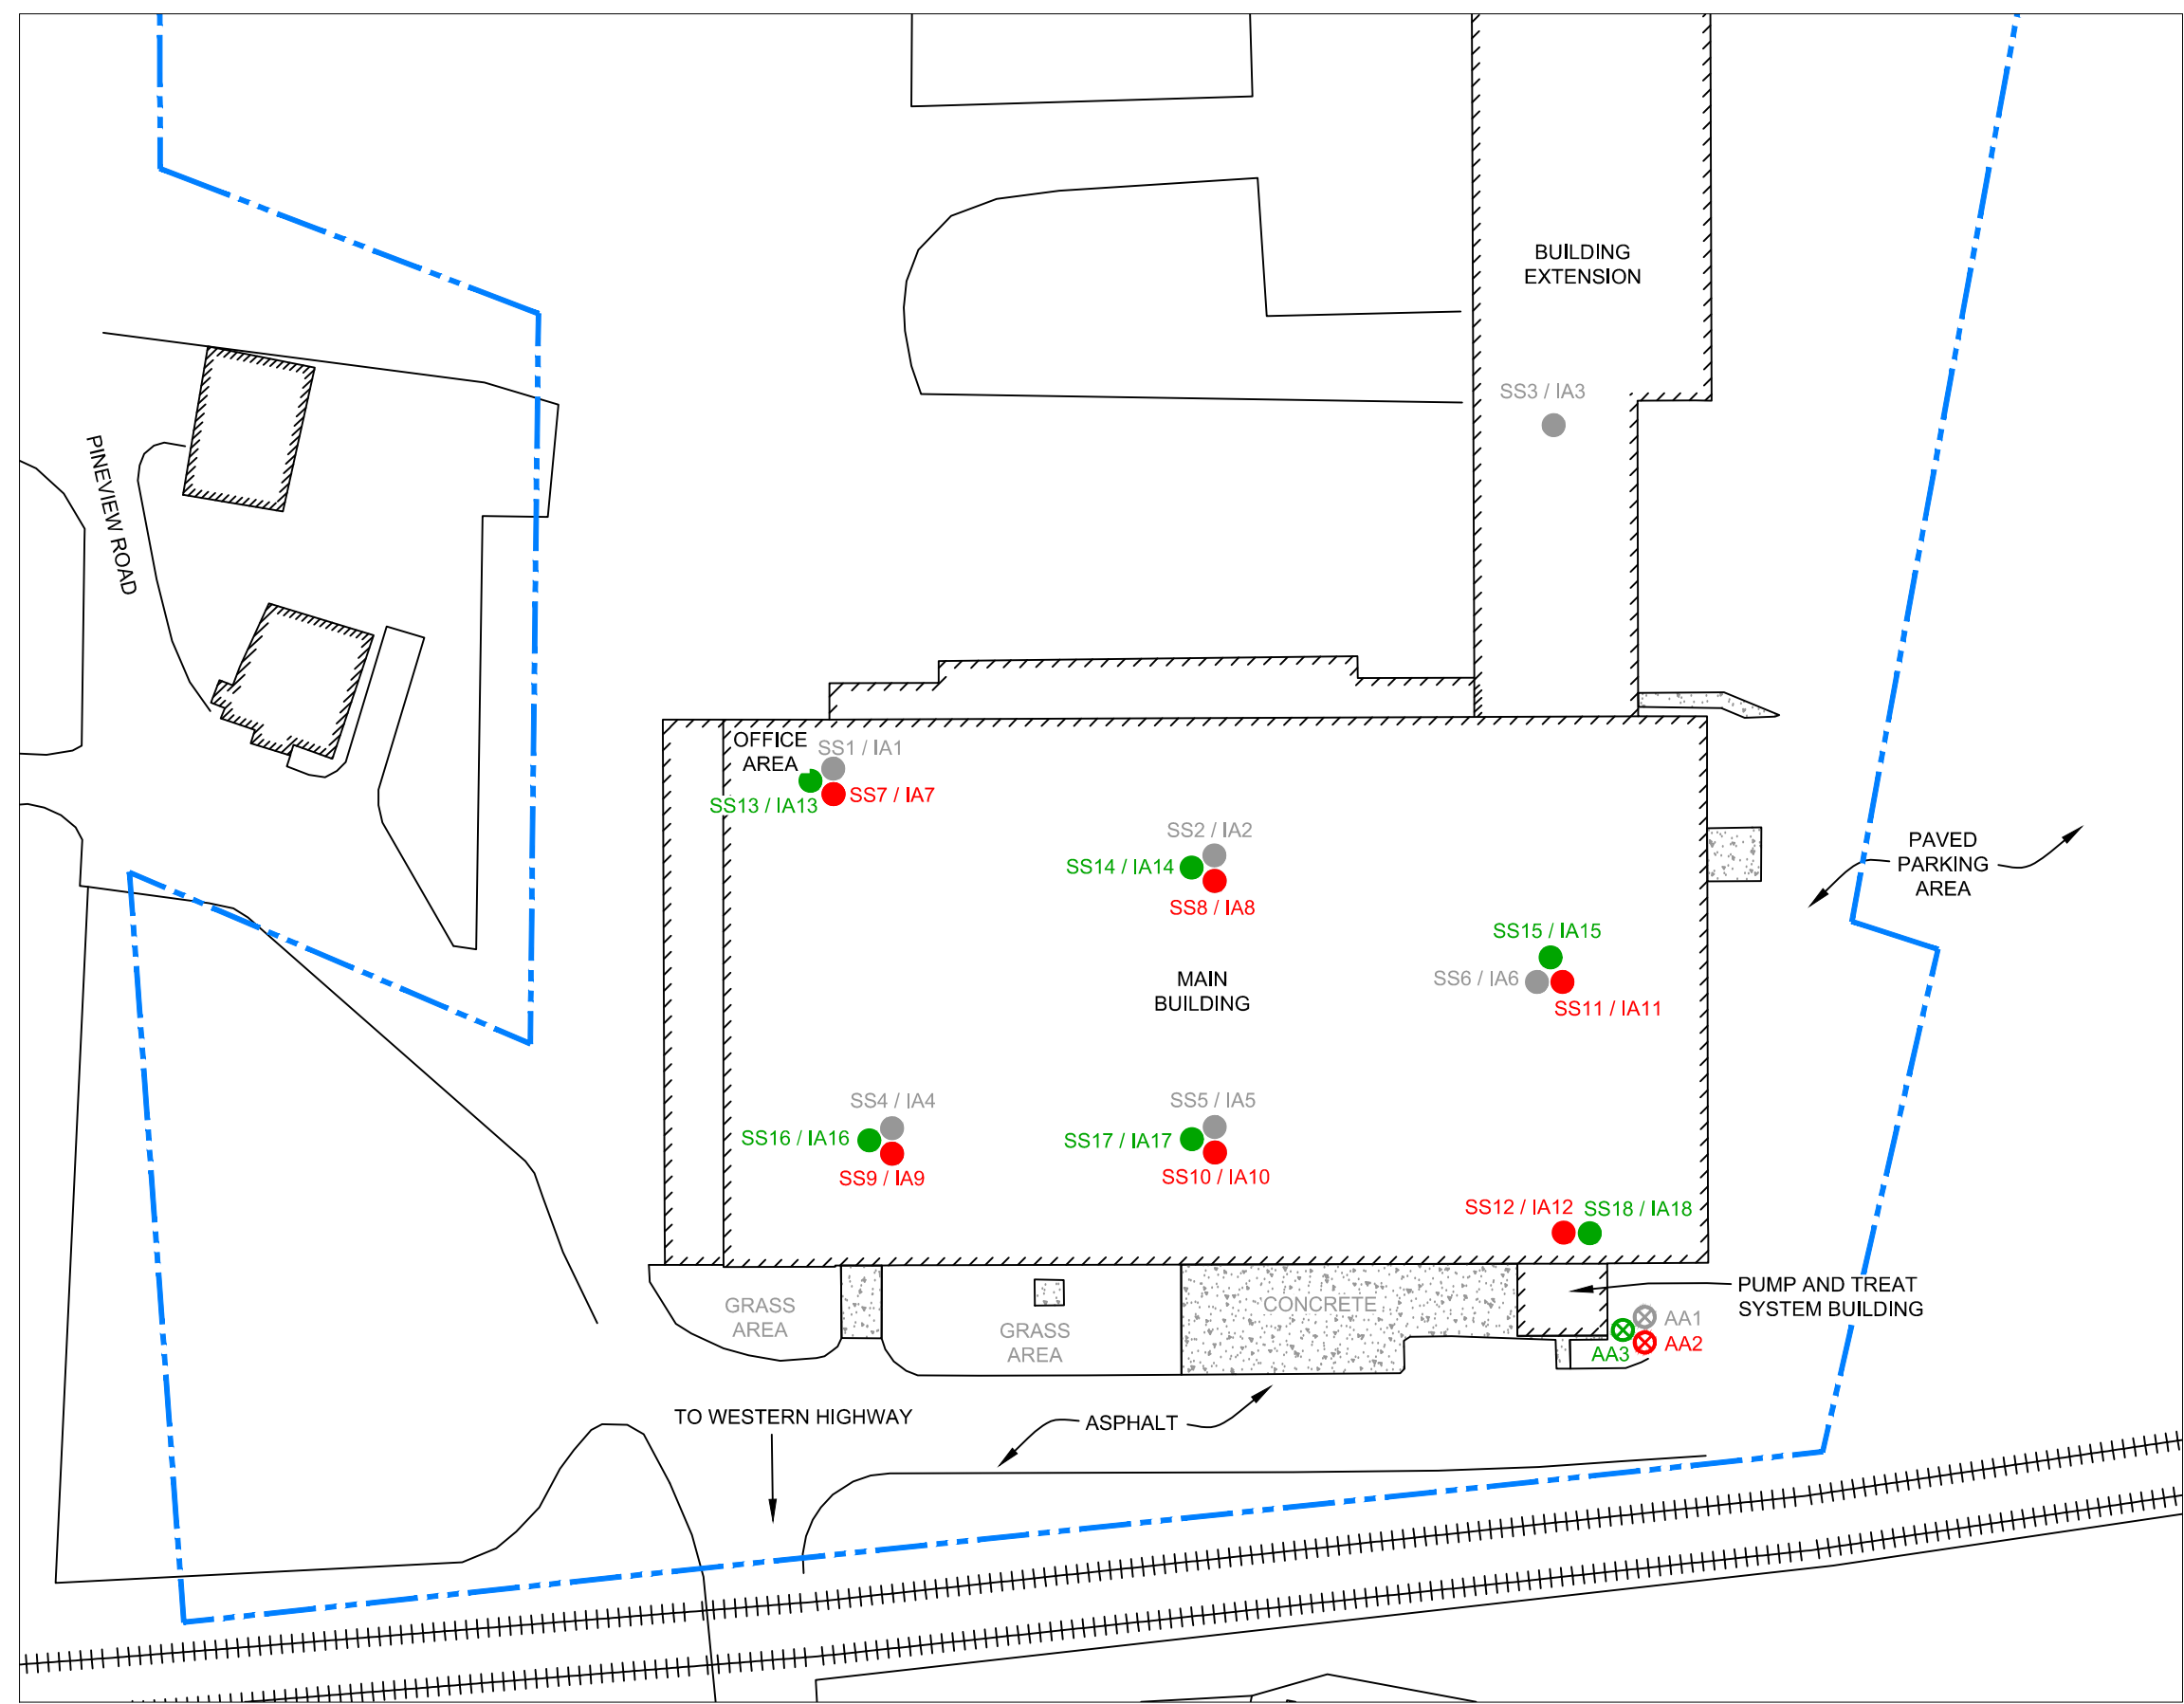 BUILDING
EXTENSION
SS3 / IA3
PINEVIEW ROAD
OFFICE
AREA
SS1 / IA1
SS13 / IA13
SS7 / IA7
SS2 / IA2
SS14 / IA14
SS8 / IA8
PAVED
PARKING
AREA
SS15 / IA15
SS6 / IA6
SS11 / IA11
MAIN
BUILDING
SS4 / IA4
SS16 / IA16
SS9 / IA9
SS5 / IA5
SS17 / IA17
SS10 / IA10
SS12 / IA12
SS18 / IA18
PUMP AND TREAT
SYSTEM BUILDING
GRASS
AREA
GRASS
AREA
CONCRETE
AA1
AA2
AA3
TO WESTERN HIGHWAY
ASPHALT